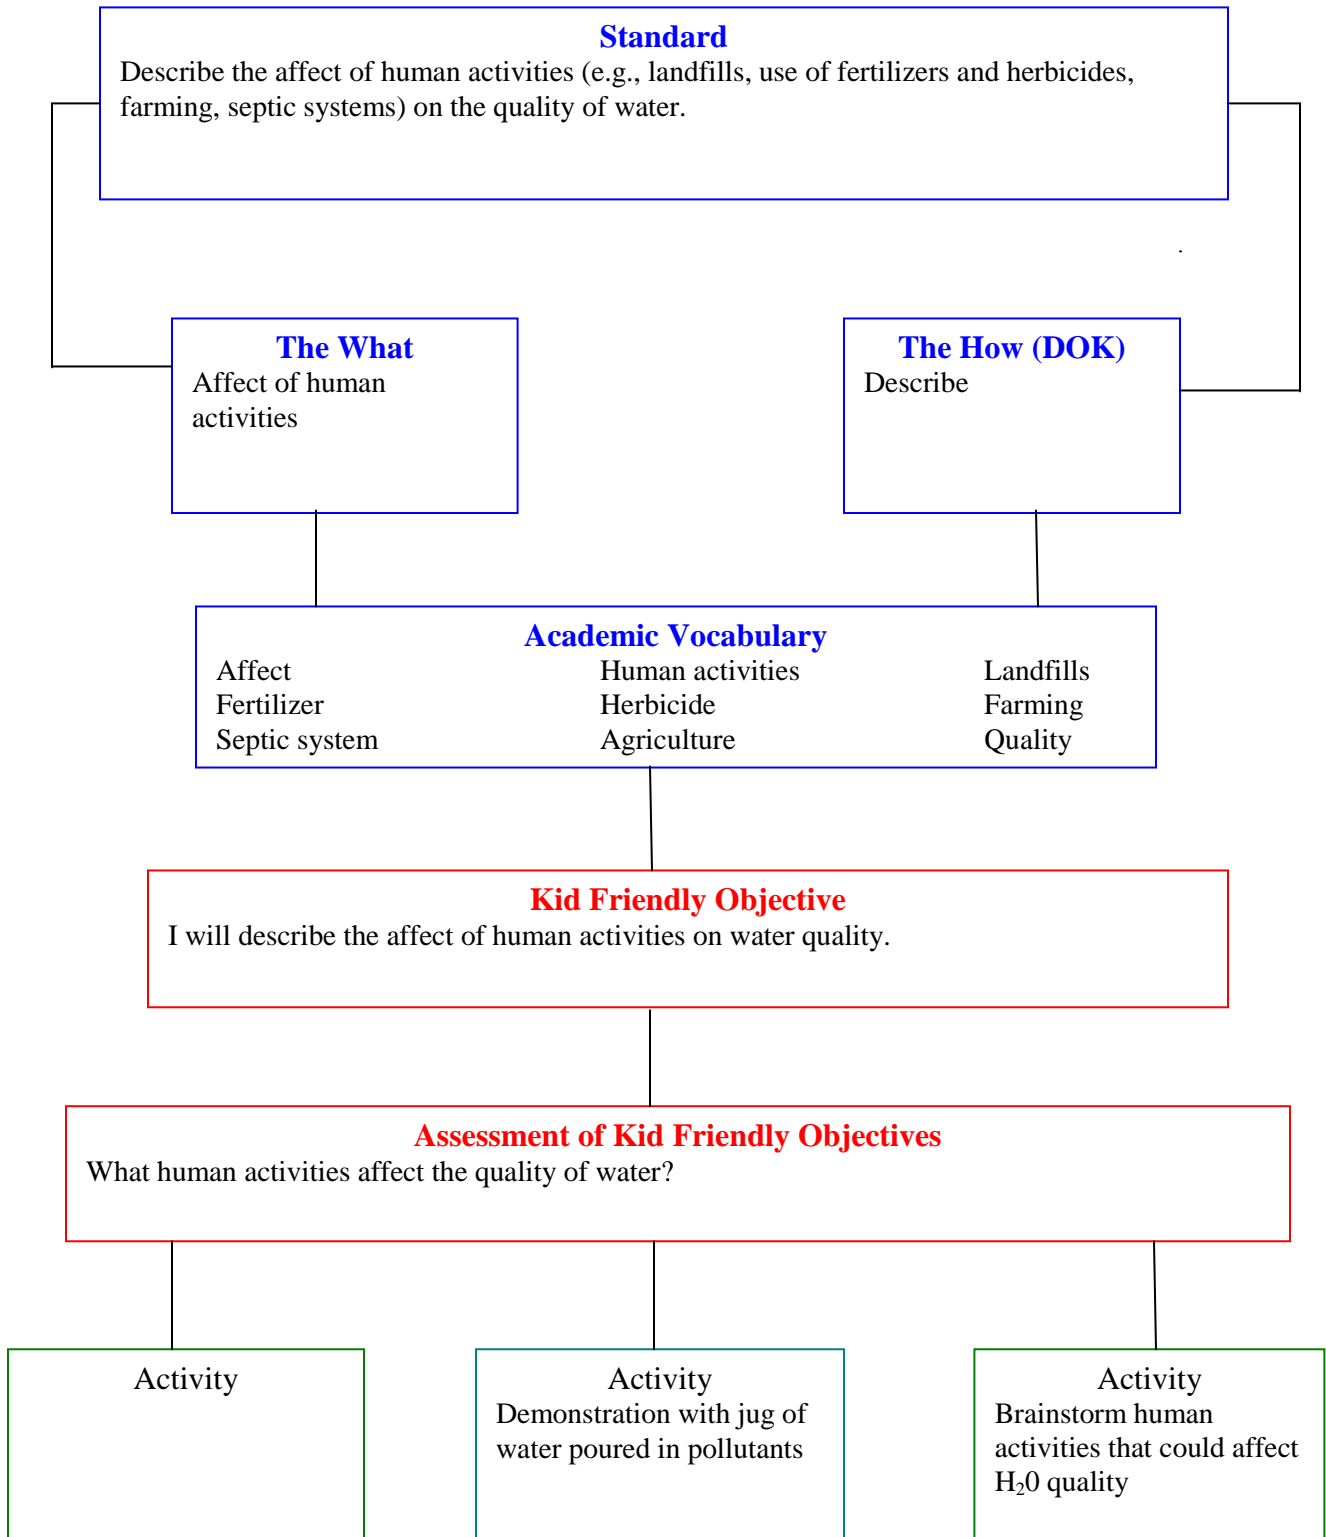 Standard
Describe the affect of human activities (e.g., landfills, use of fertilizers and herbicides,
farming, septic systems) on the quality of water.
.
The What
Affect of human
activities
The How (DOK)
Describe
Academic Vocabulary
Affect Human activities Landfills
Fertilizer Herbicide Farming
Septic system Agriculture Quality
Kid Friendly Objective
I will describe the affect of human activities on water quality.
Assessment of Kid Friendly Objectives
What human activities affect the quality of water?
Activity
Activity
Demonstration with jug of
water poured in pollutants
Activity
Brainstorm human
activities that could affect
H₂0 quality